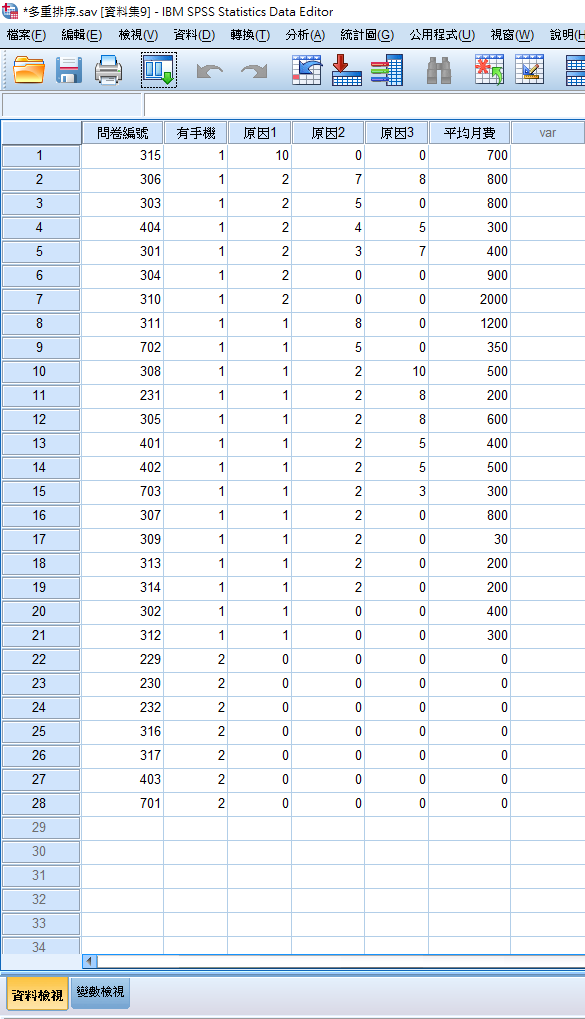 *多重排序.sav [資料集9] - IBM SPSS Statistics Data Editor
檔案(F) 編輯(E) 檢視(V) 資料(D) 轉換(T) 分析(A) 統計圖(G) 公用程式(U) 視窗(W) 說明(H
問卷編號 有手機 原因1 原因2 原因3 平均月費 var
1 315 1 10 0 0 700
2 306 1 2 7 8 800
3 303 1 2 5 0 800
4 404 1 2 4 5 300
5 301 1 2 3 7 400
6 304 1 2 0 0 900
7 310 1 2 0 0 2000
8 311 1 1 8 0 1200
9 702 1 1 5 0 350
10 308 1 1 2 10 500
11 231 1 1 2 8 200
12 305 1 1 2 8 600
13 401 1 1 2 5 400
14 402 1 1 2 5 500
15 703 1 1 2 3 300
16 307 1 1 2 0 800
17 309 1 1 2 0 30
18 313 1 1 2 0 200
19 314 1 1 2 0 200
20 302 1 1 0 0 400
21 312 1 1 0 0 300
22 229 2 0 0 0 0
23 230 2 0 0 0 0
24 232 2 0 0 0 0
25 316 2 0 0 0 0
26 317 2 0 0 0 0
27 403 2 0 0 0 0
28 701 2 0 0 0 0
29
30
31
32
33
34
資料檢視 變數檢視